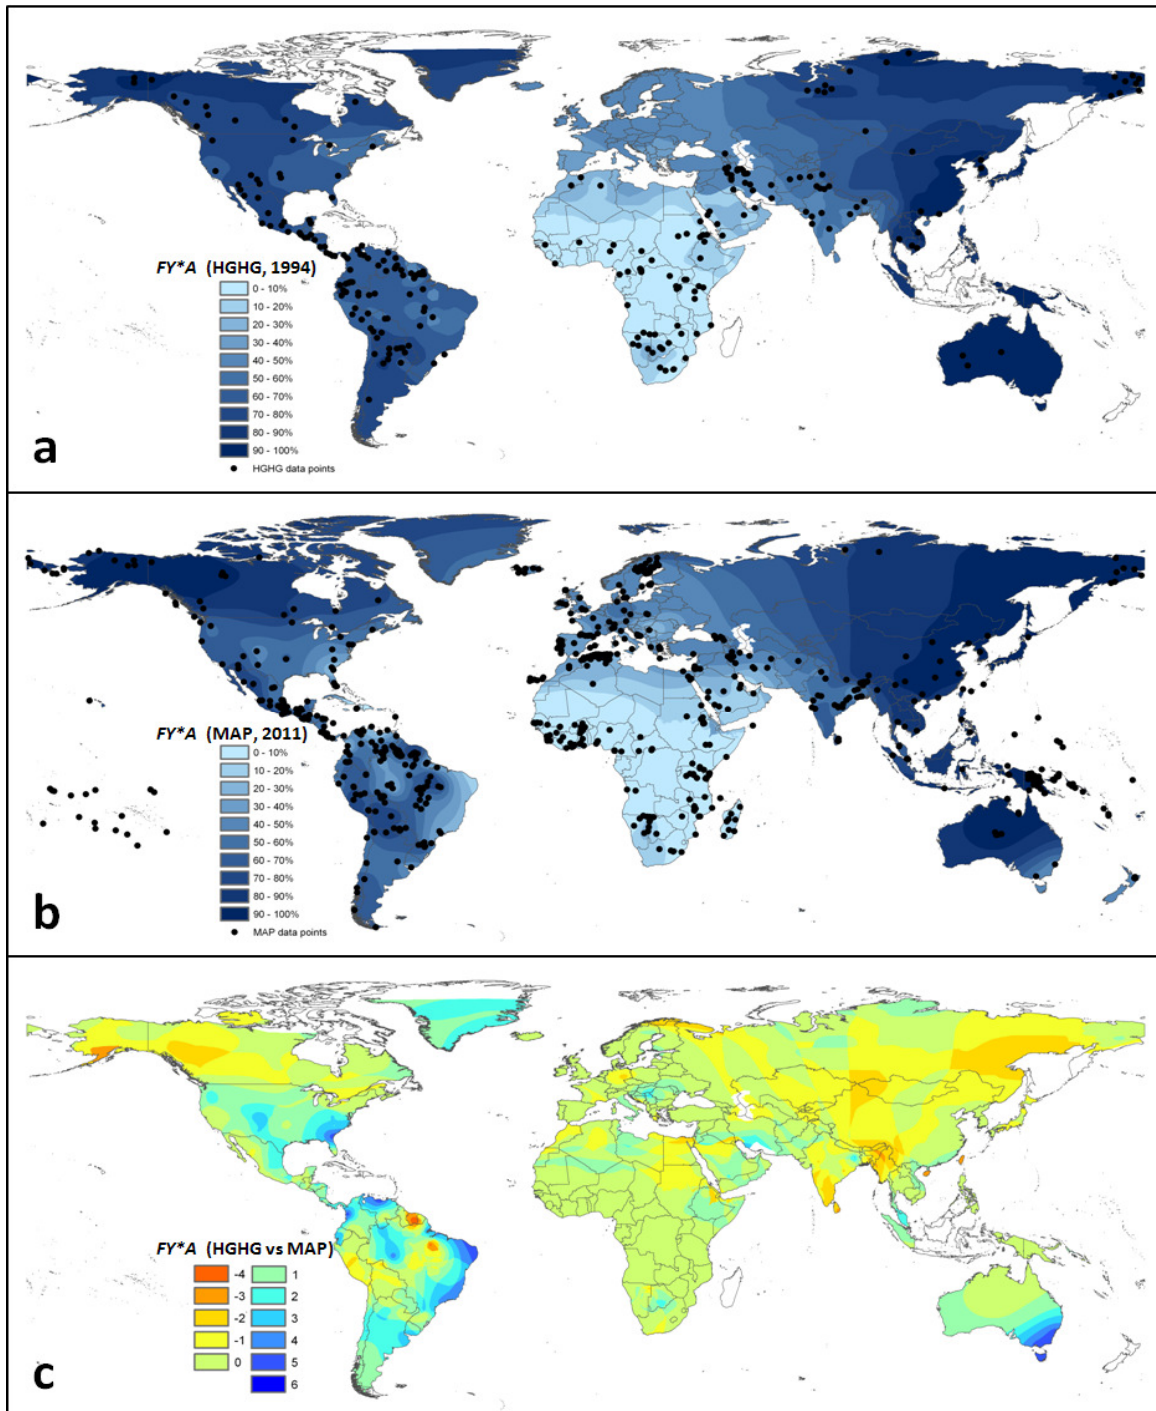 FY*A (HGHG, 1994)
0 - 10%
10 - 20%
20 - 30%
30 - 40%
40 - 50%
50 - 60%
60 - 70%
70 - 80%
80 - 90%
90 - 100%
HGHG data points
a
FY*A (MAP, 2011)
0 - 10%
10 - 20%
20 - 30%
30 - 40%
40 - 50%
50 - 60%
60 - 70%
70 - 80%
80 - 90%
90 - 100%
MAP data points
b
FY*A (HGHG vs MAP)
-4 1
-3 2
-2 3
-1 4
0 5
6
c